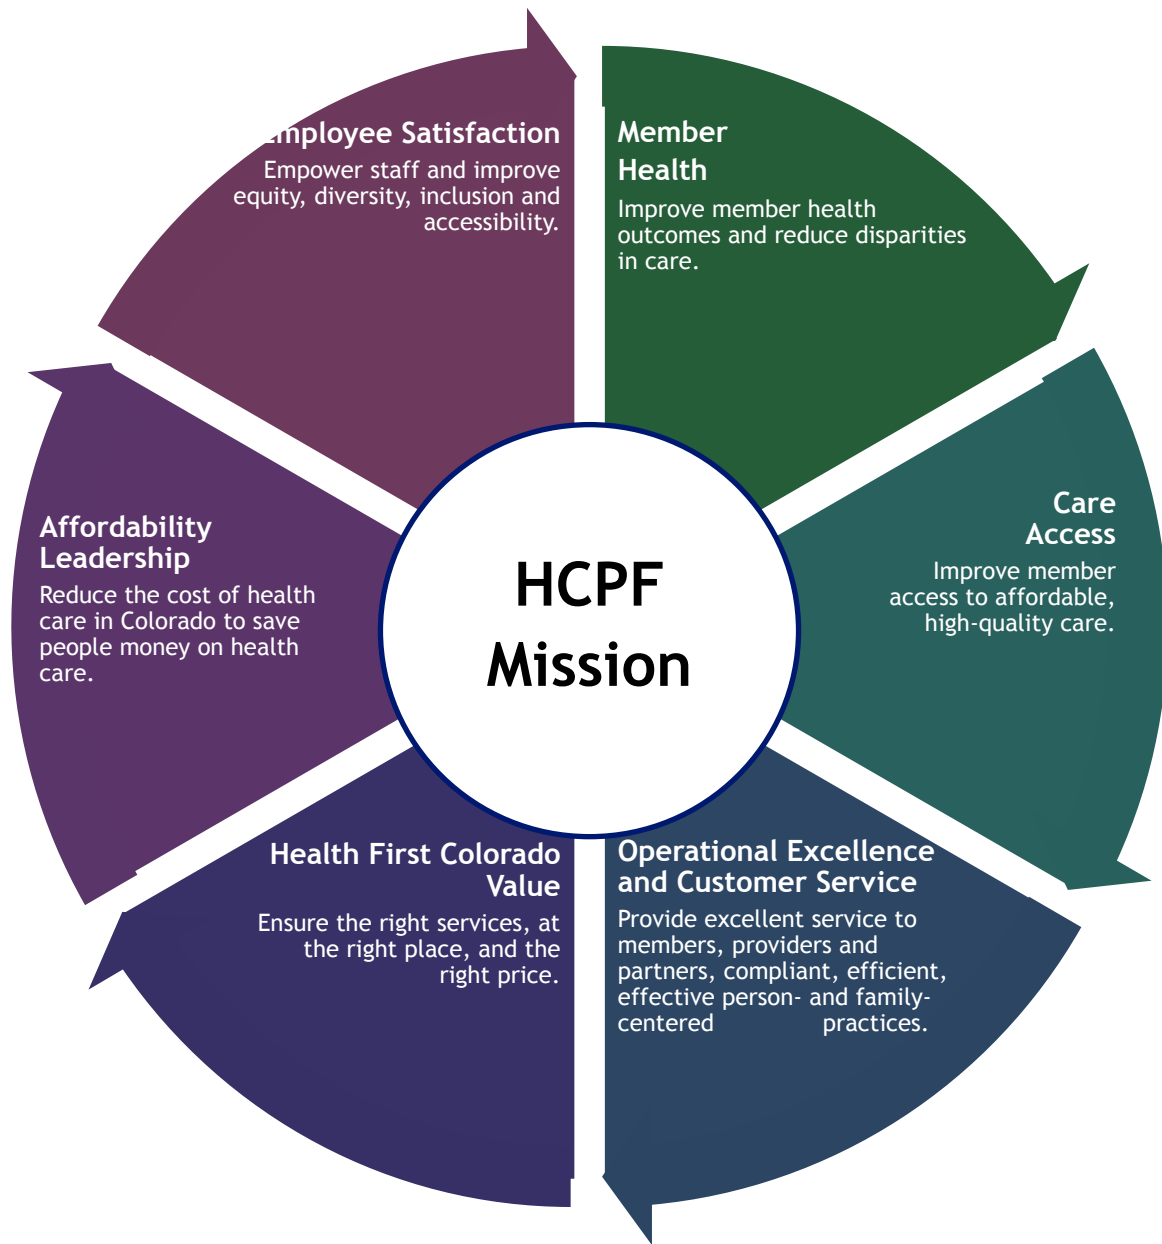 Employee Satisfaction
Empower staff and improve
equity, diversity, inclusion and
accessibility.
Member
Health
Improve member health
outcomes and reduce disparities
in care.
Care
Access
Improve member
access to affordable,
high-quality care.
Operational Excellence
and Customer Service
Provide excellent service to
members, providers and
partners, compliant, efficient,
effective person- and family-
centered practices.
Health First Colorado
Value
Ensure the right services, at
the right place, and the
right price.
Affordability
Leadership
Reduce the cost of health
care in Colorado to save
people money on health
care.
HCPF
Mission